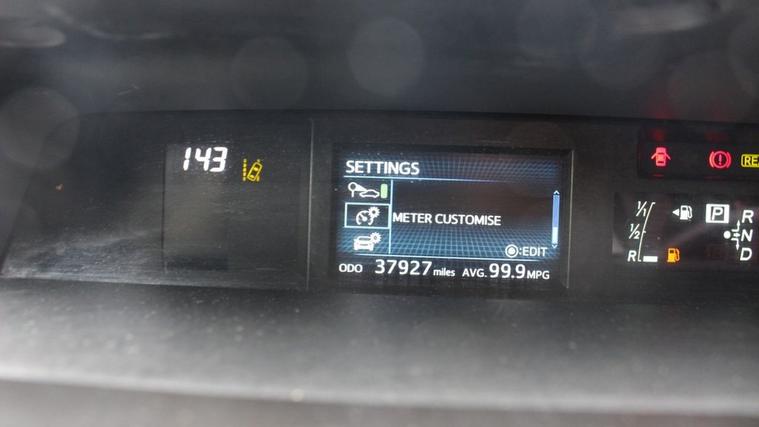 143
SETTINGS
METER CUSTOMISE
:EDIT
ODO 37927 miles AVG. 99.9 MPG
1/1
1/2
R
P
R
N
D